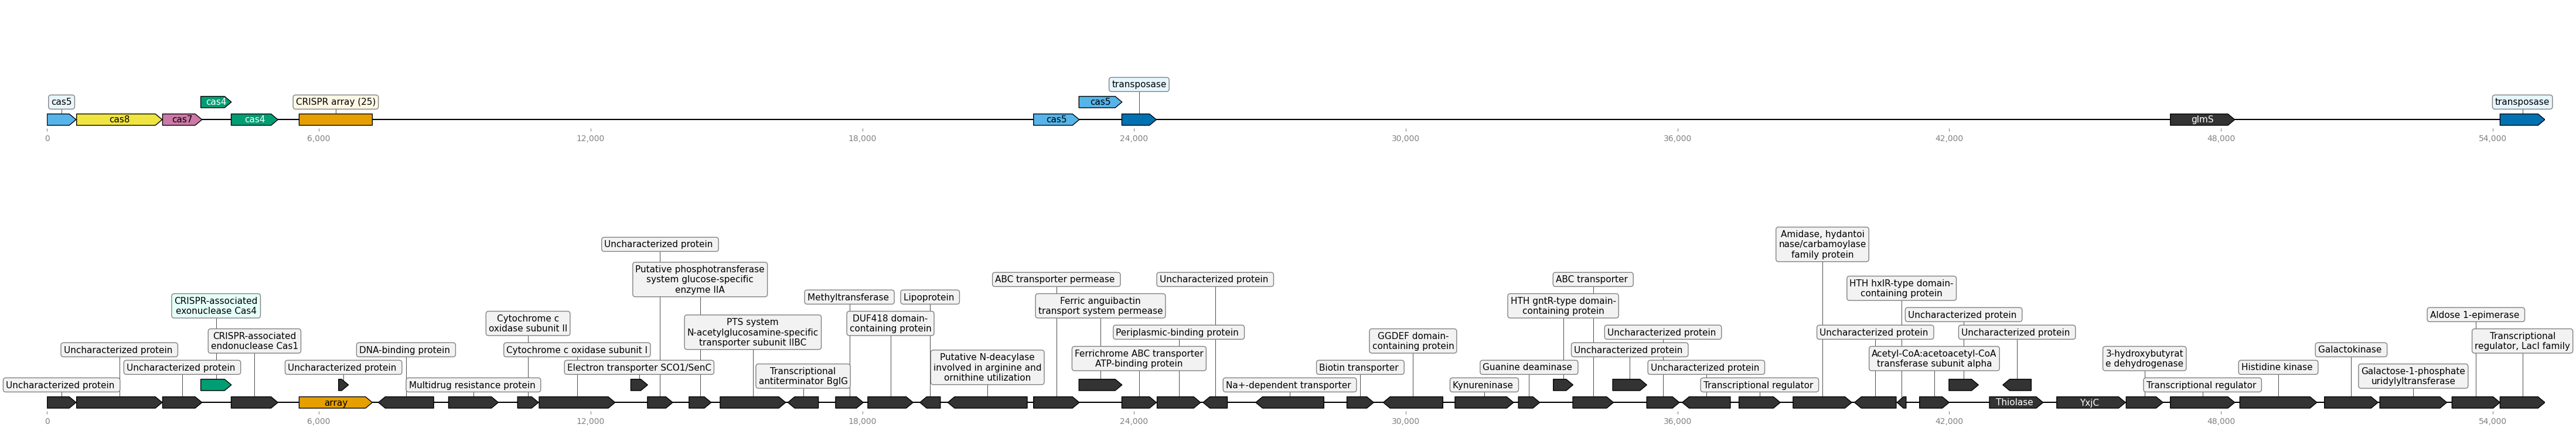 transposase
cas5
cas4
CRISPR array (25)
cas5
transposase
cas8
cas7
cas4
cas5
glmS
0
6,000
12,000
18,000
24,000
30,000
36,000
42,000
48,000
54,000
Uncharacterized protein
Amidase, hydantoi
nase/carbamoylase
family protein
Putative phosphotransferase
system glucose-specific
enzyme IIA
ABC transporter permease
Uncharacterized protein
ABC transporter
HTH hxlR-type domain-
containing protein
CRISPR-associated
exonuclease Cas4
Methyltransferase
Lipoprotein
Ferric anguibactin
transport system permease
HTH gntR-type domain-
containing protein
Uncharacterized protein
Aldose 1-epimerase
Cytochrome c
oxidase subunit II
PTS system
N-acetylglucosamine-specific
transporter subunit IIBC
DUF418 domain-
containing protein
Periplasmic-binding protein
GGDEF domain-
containing protein
Uncharacterized protein
Uncharacterized protein
Uncharacterized protein
Transcriptional
regulator, LacI family
CRISPR-associated
endonuclease Cas1
Uncharacterized protein
DNA-binding protein
Cytochrome c oxidase subunit I
Putative N-deacylase
involved in arginine and
ornithine utilization
Ferrichrome ABC transporter
ATP-binding protein
Uncharacterized protein
Acetyl-CoA:acetoacetyl-CoA
transferase subunit alpha
3-hydroxybutyrat
e dehydrogenase
Galactokinase
Uncharacterized protein
Uncharacterized protein
Electron transporter SCO1/SenC
Transcriptional
antiterminator BglG
Biotin transporter
Guanine deaminase
Uncharacterized protein
Histidine kinase
Galactose-1-phosphate
uridylyltransferase
Uncharacterized protein
Multidrug resistance protein
Na+-dependent transporter
Kynureninase
Transcriptional regulator
Transcriptional regulator
array
Thiolase
YxjC
0
6,000
12,000
18,000
24,000
30,000
36,000
42,000
48,000
54,000